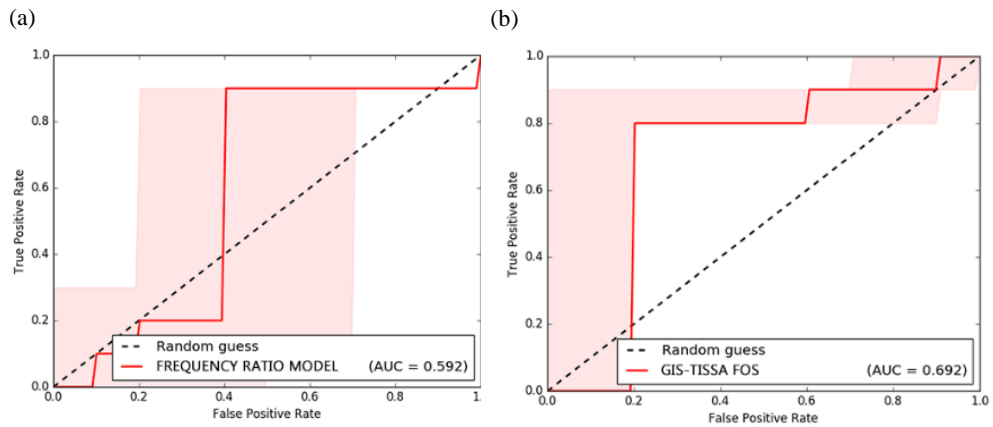 (a)
(b)
1.0
0.8
0.6
0.4
0.2
0.0
True Positive Rate
0.0
0.2
0.4
0.6
0.8
1.
False Positive Rate
Random guess
FREQUENCY RATIO MODEL (AUC = 0.592)
1.0
0.8
0.6
0.4
0.2
0.0
True Positive Rate
0.0
0.2
0.4
0.6
0.8
1.0
False Positive Rate
Random guess
GIS-TISSA FOS (AUC = 0.692)